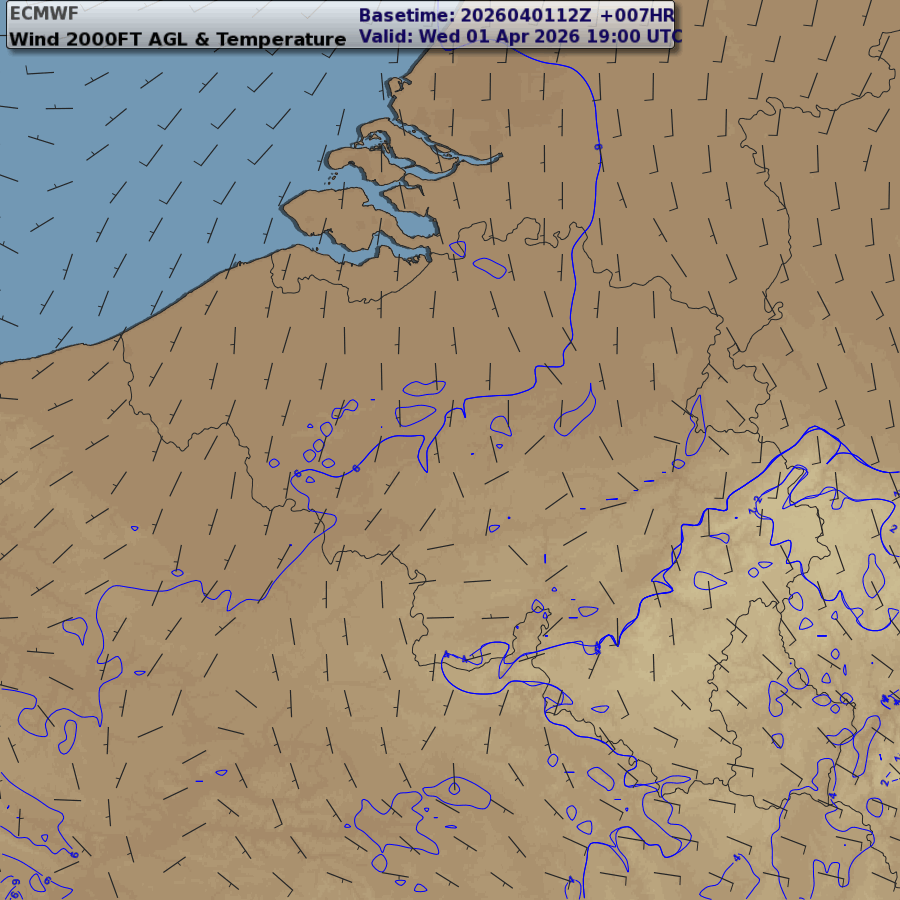 ECMWF
Basetime: 2026040112Z +007HR
Wind 2000FT AGL & Temperature
Valid: Wed 01 Apr 2026 19:00 UTC